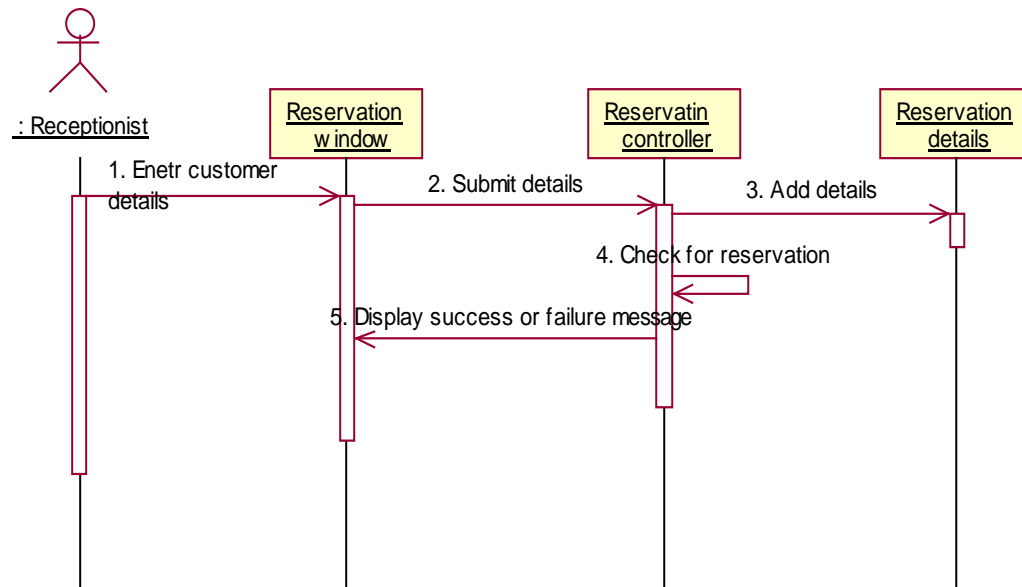 : Receptionist
Reservation
window
Reservatin
controller
Reservation
details
1. Enetr customer
details
2. Submit details
3. Add details
4. Check for reservation
5. Display success or failure message